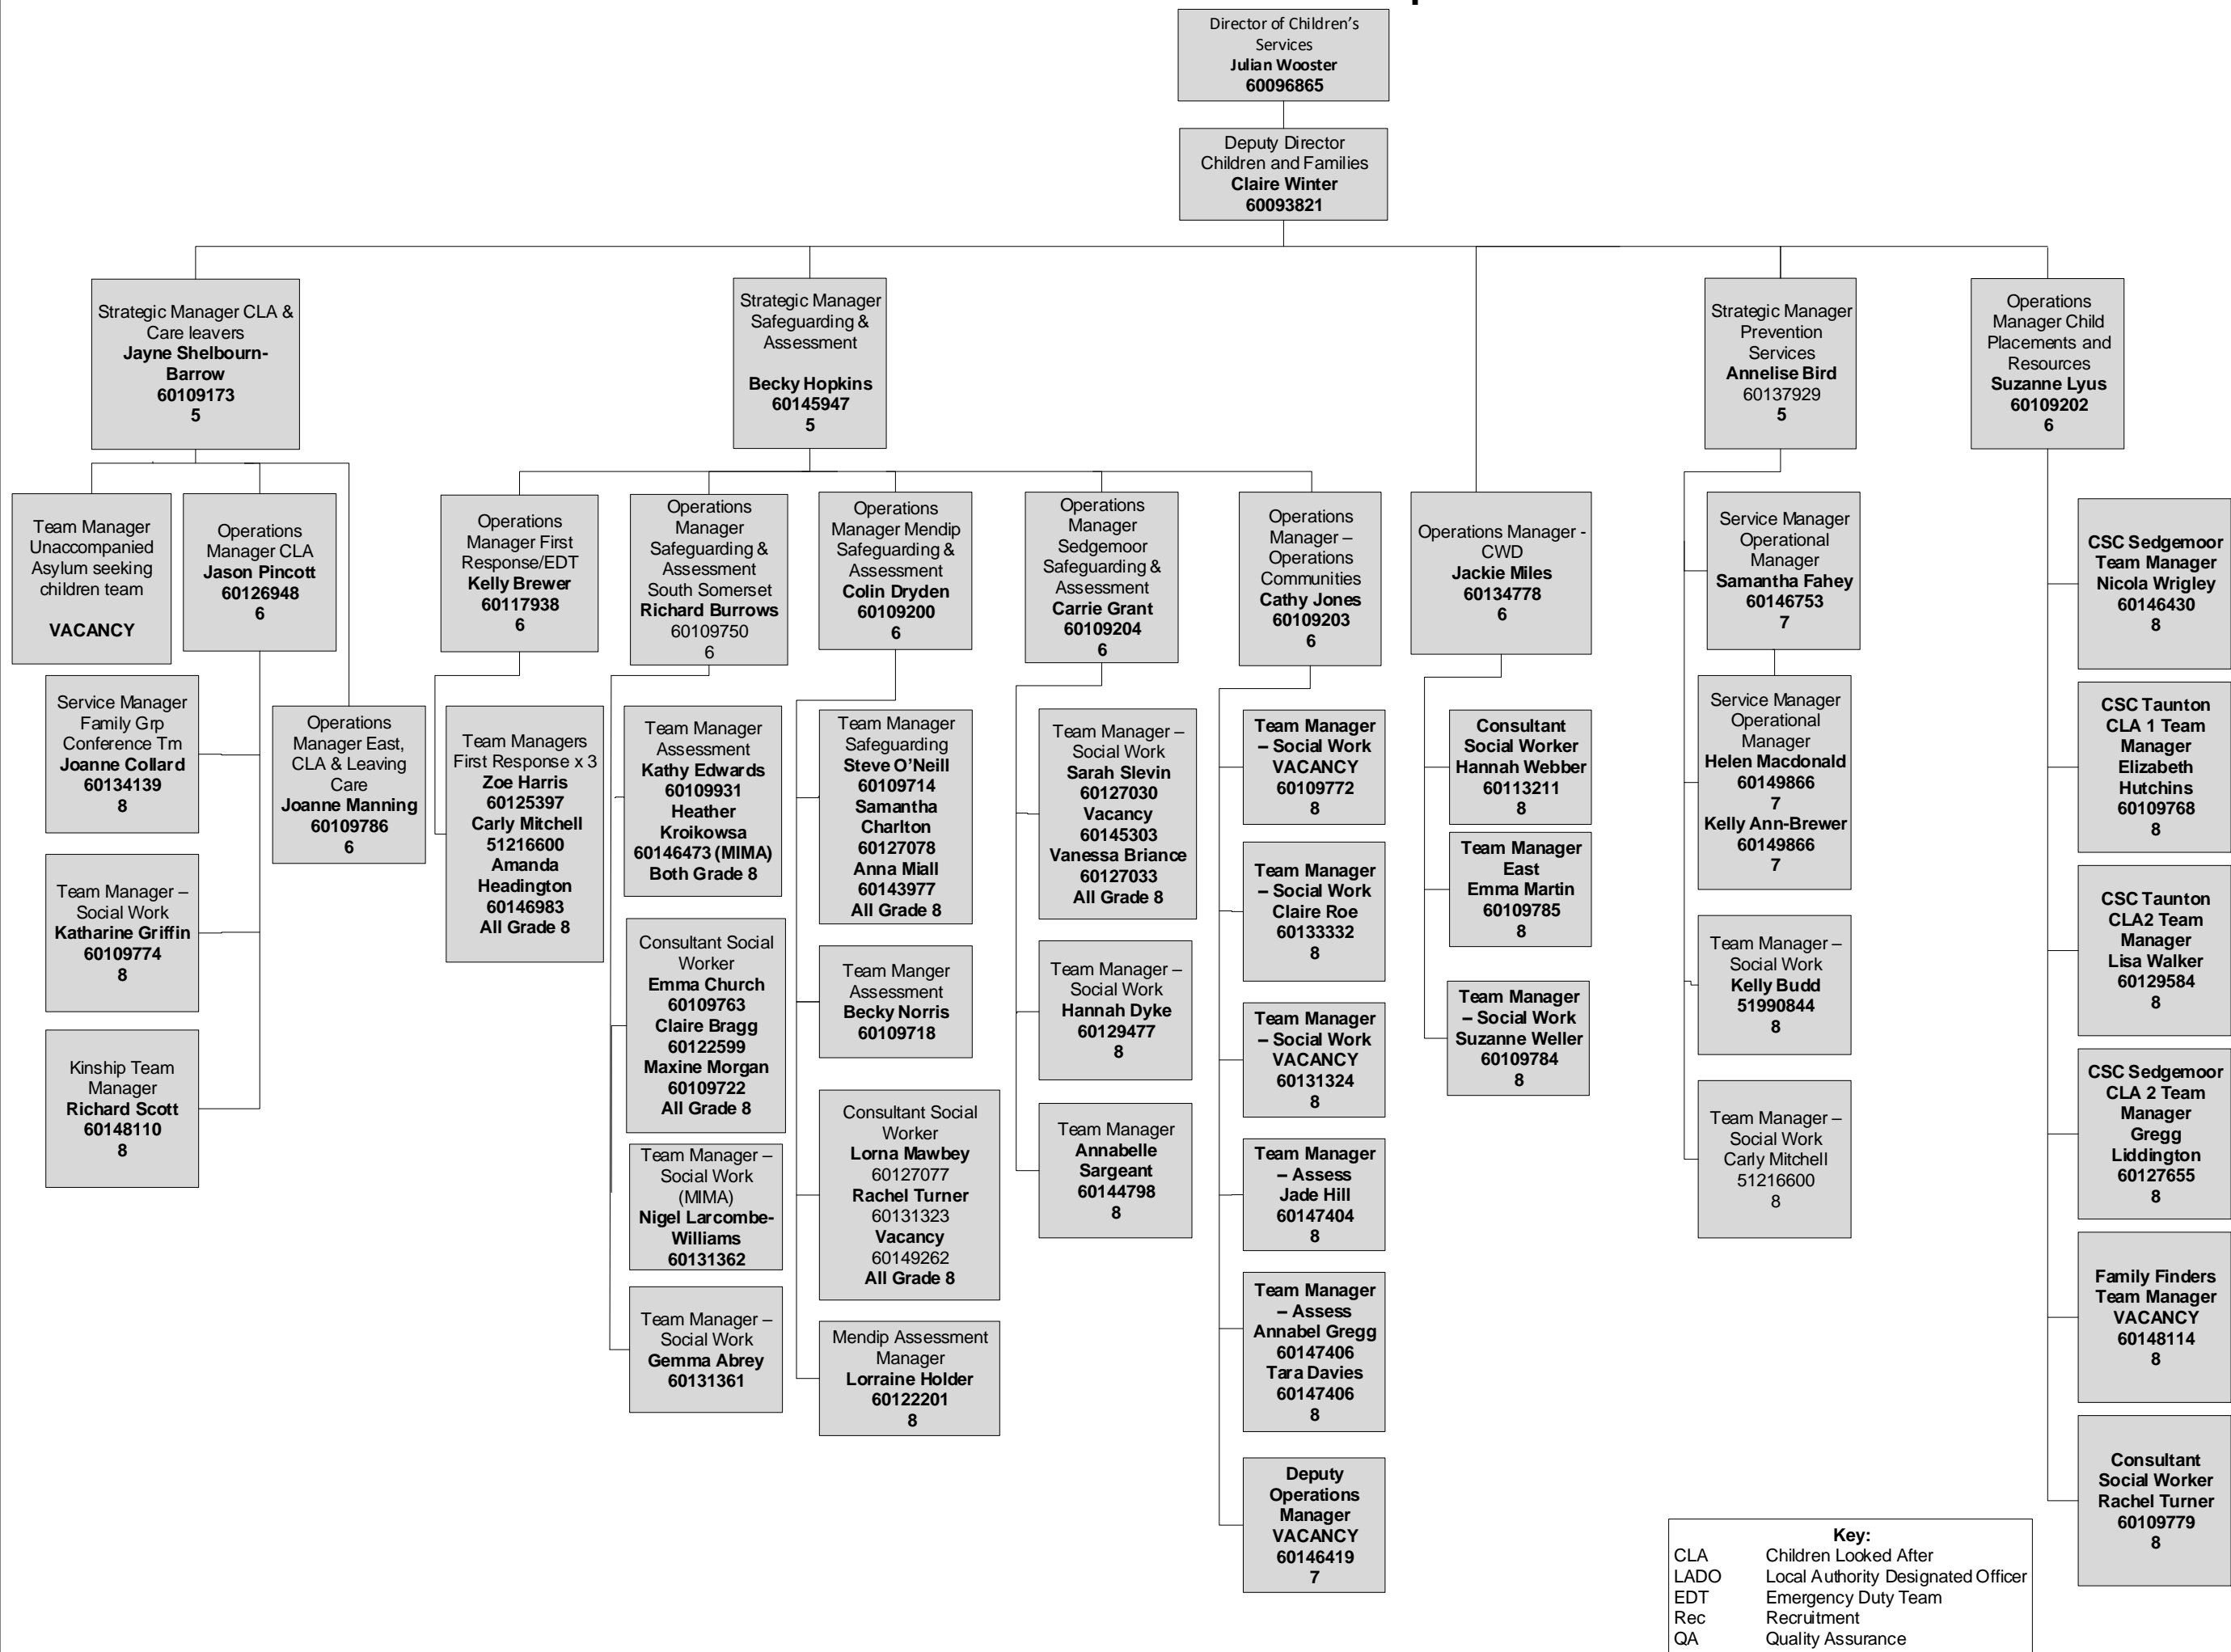 Director of Children's
Services
Julian Wooster
60096865
Deputy Director
Children and Families
Claire Winter
60093821
Strategic Manager CLA &
Care leavers
Jayne Shelbourn-
Barrow
60109173
5
Strategic Manager
Safeguarding &
Assessment
Becky Hopkins
60145947
5
Strategic Manager
Prevention
Services
Annelise Bird
60137929
5
Operations
Manager Child
Placements and
Resources
Suzanne Lyus
60109202
6
Team Manager
Unaccompanied
Asylum seeking
children team
VACANCY
Operations
Manager CLA
Jason Pincott
60126948
6
Service Manager
Family Grp
Conference Tm
Joanne Collard
60134139
8
Operations
Manager East,
CLA & Leaving
Care
Joanne Manning
60109786
6
Team Manager –
Social Work
Katharine Griffin
60109774
8
Kinship Team
Manager
Richard Scott
60148110
8
Operations
Manager First
Response/EDT
Kelly Brewer
60117938
6
Team Managers
First Response x 3
Zoe Harris
60125397
Carly Mitchell
51216600
Amanda
Headington
60146983
All Grade 8
Operations
Manager
Safeguarding &
Assessment
South Somerset
Richard Burrows
60109750
6
Team Manager
Assessment
Kathy Edwards
60109931
Heather
Kroikowsa
60146473 (MIMA)
Both Grade 8
Consultant Social
Worker
Emma Church
60109763
Claire Bragg
60122599
Maxine Morgan
60109722
All Grade 8
Team Manager –
Social Work
(MIMA)
Nigel Larcombe-
Williams
60131362
Team Manager –
Social Work
Gemma Abrey
60131361
Operations
Manager Mendip
Safeguarding &
Assessment
Colin Dryden
60109200
6
Team Manager
Safeguarding
Steve O'Neill
60109714
Samantha
Charlton
60127078
Anna Miall
60143977
All Grade 8
Team Manger
Assessment
Becky Norris
60109718
Consultant Social
Worker
Lorna Mawbey
60127077
Rachel Turner
60131323
Vacancy
60149262
All Grade 8
Mendip Assessment
Manager
Lorraine Holder
60122201
8
Operations
Manager
Sedgemoor
Safeguarding &
Assessment
Carrie Grant
60109204
6
Team Manager –
Social Work
Sarah Slevin
60127030
Vacancy
60145303
Vanessa Briance
60127033
All Grade 8
Team Manager –
Social Work
Hannah Dyke
60129477
8
Team Manager
Annabelle
Sargeant
60144798
8
Operations
Manager –
Operations
Communities
Cathy Jones
60109203
6
Team Manager
– Social Work
VACANCY
60109772
8
Team Manager
– Social Work
Claire Roe
60133332
8
Team Manager
– Social Work
VACANCY
60131324
8
Team Manager
– Assess
Jade Hill
60147404
8
Team Manager
– Assess
Annabel Gregg
60147406
Tara Davies
60147406
8
Deputy
Operations
Manager
VACANCY
60146419
7
Operations Manager -
CWD
Jackie Miles
60134778
6
Consultant
Social Worker
Hannah Webber
60113211
8
Team Manager
East
Emma Martin
60109785
8
Team Manager
– Social Work
Suzanne Weller
60109784
8
Service Manager
Operational
Manager
Samantha Fahey
60146753
7
Service Manager
Operational
Manager
Helen Macdonald
60149866
7
Kelly Ann-Brewer
60149866
7
Team Manager –
Social Work
Kelly Budd
51990844
8
Team Manager –
Social Work
Carly Mitchell
51216600
8
CSC Sedgemoor
Team Manager
Nicola Wrigley
60146430
8
CSC Taunton
CLA 1 Team
Manager
Elizabeth
Hutchins
60109768
8
CSC Taunton
CLA2 Team
Manager
Lisa Walker
60129584
8
CSC Sedgemoor
CLA 2 Team
Manager
Gregg
Liddington
60127655
8
Family Finders
Team Manager
VACANCY
60148114
8
Consultant
Social Worker
Rachel Turner
60109779
8
Key:
CLA Children Looked After
LADO Local Authority Designated Officer
EDT Emergency Duty Team
Rec Recruitment
QA Quality Assurance